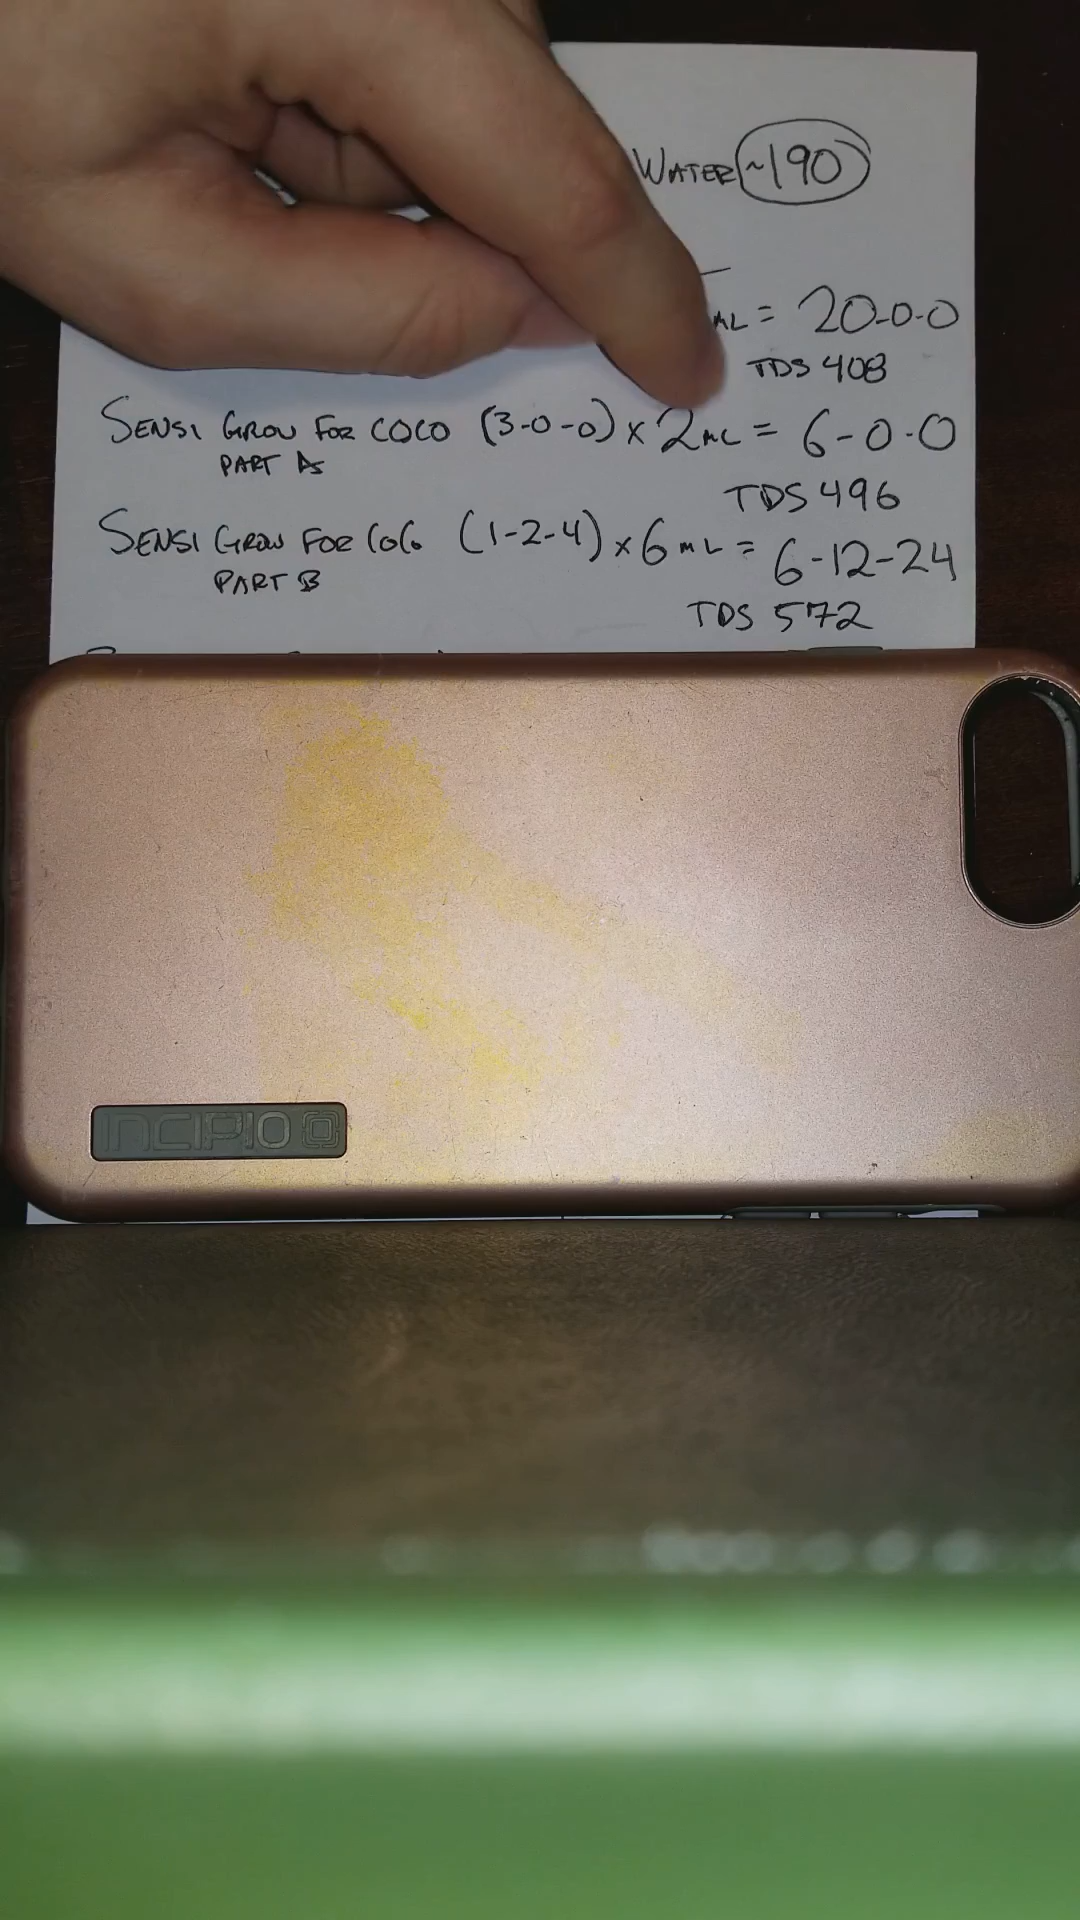 WATER ~190
ML = 20-0-0
TDS 408
SENSI GROW FOR COCO (3-0-0) x 2ML = 6-0-0
PART A
TDS 496
SENSI GROW FOR COCO (1-2-4) x 6ML = 6-12-24
PART B
TDS 572
INCIPIO